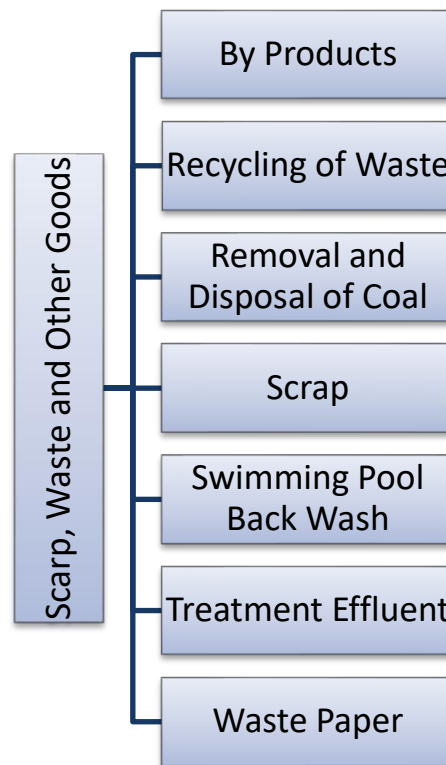 Scarp, Waste and Other Goods
By Products
Recycling of Waste
Removal and
Disposal of Coal
Scrap
Swimming Pool
Back Wash
Treatment Effluent
Waste Paper